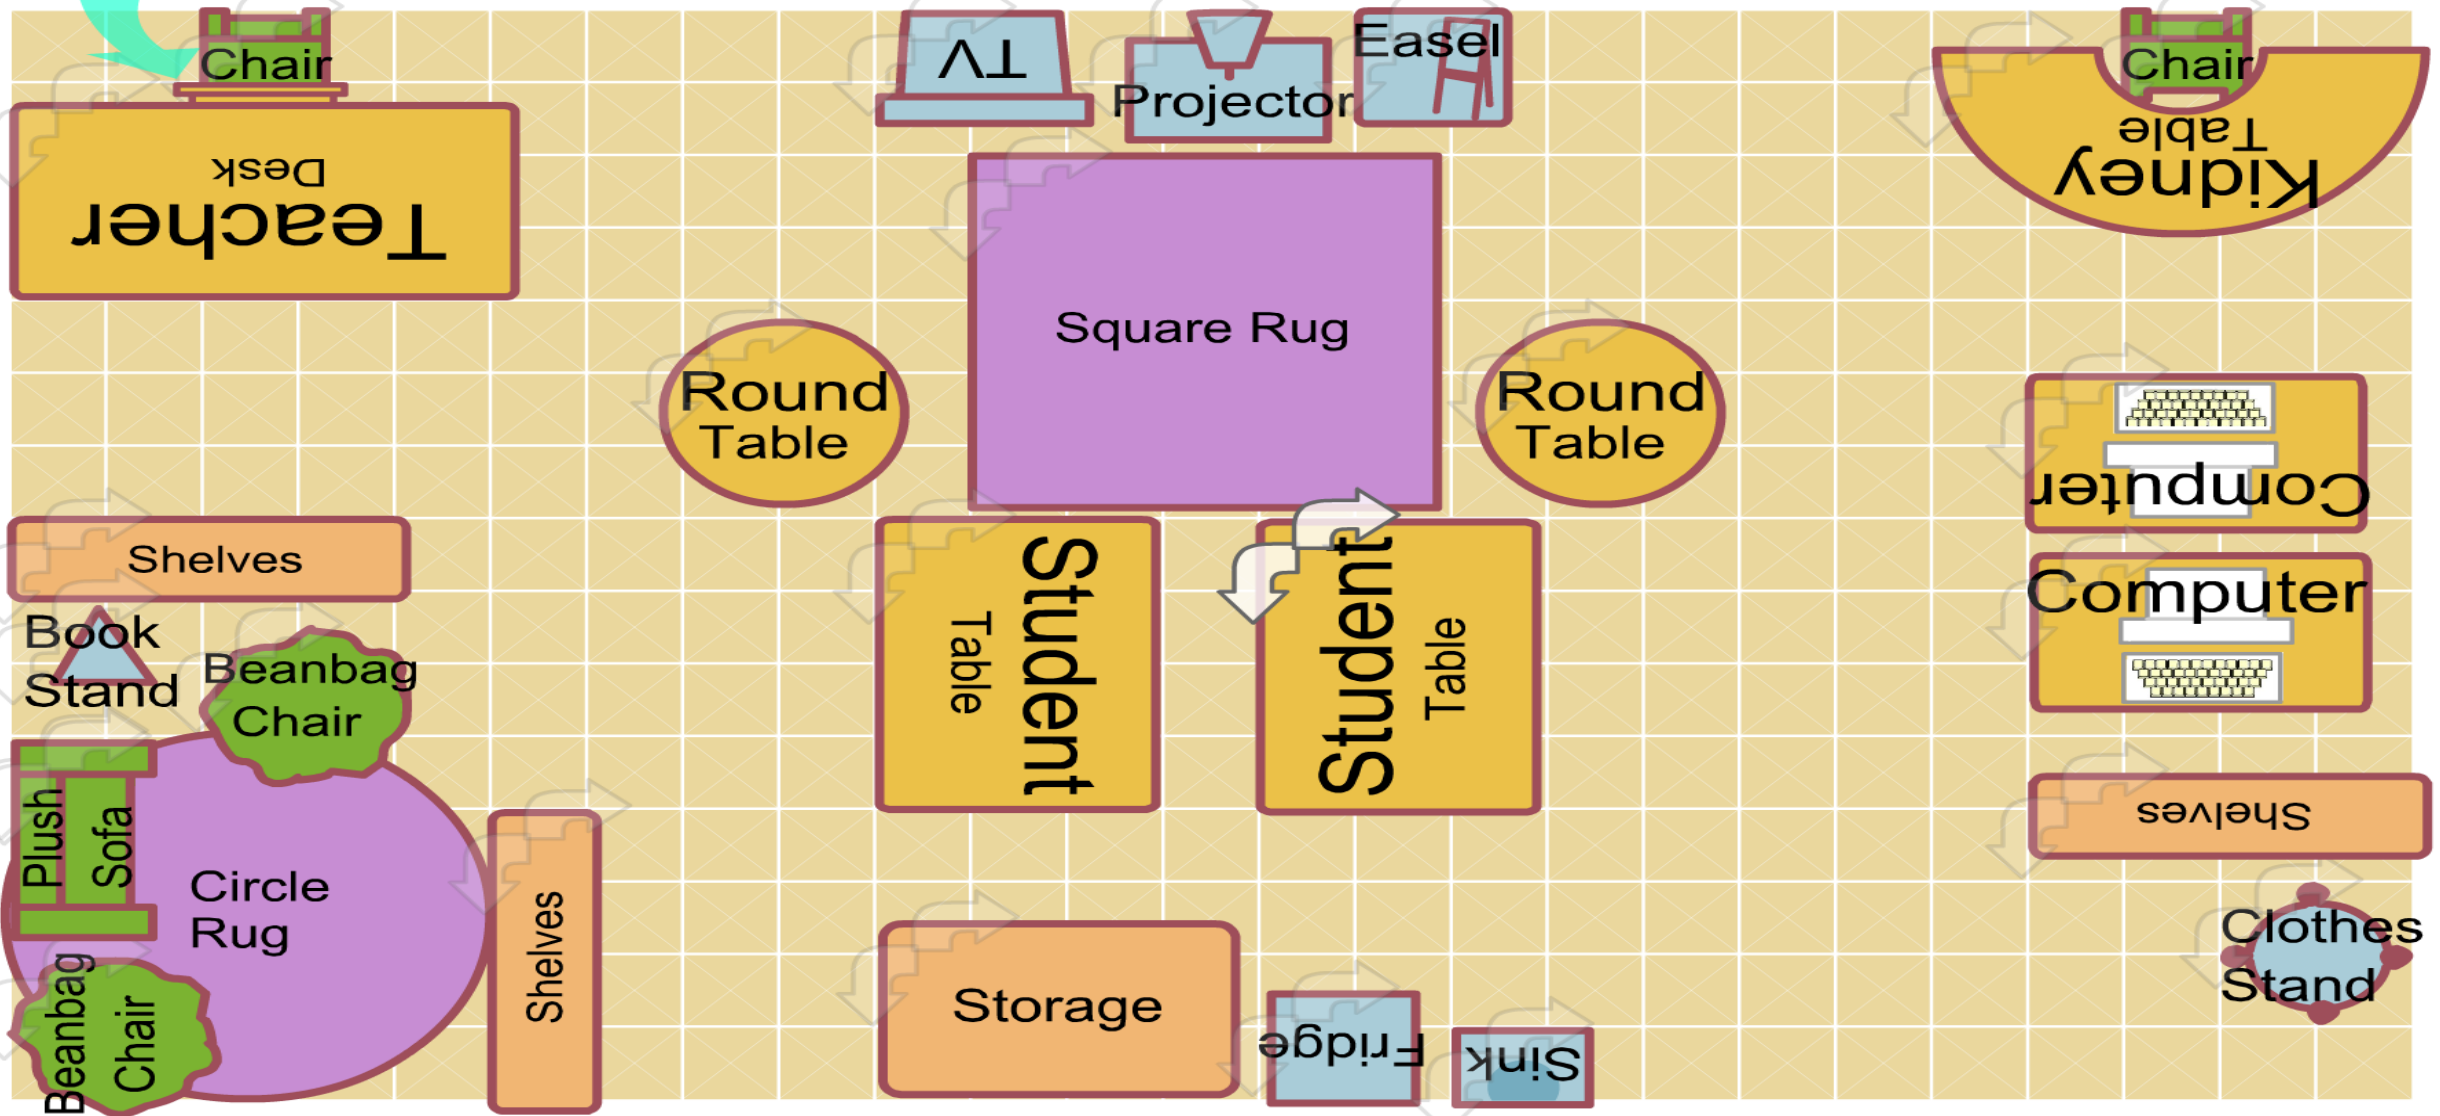 Chair
TV
Projector
Easel
Chair
Teacher
Desk
Kidney
Table
Square Rug
Round
Table
Round
Table
Computer
Shelves
Student
Table
Student
Table
Computer
Book
Stand
Beanbag
Chair
Plush
Sofa
Circle
Rug
Shelves
Shelves
Beanbag
Chair
Storage
Fridge
Sink
Clothes
Stand